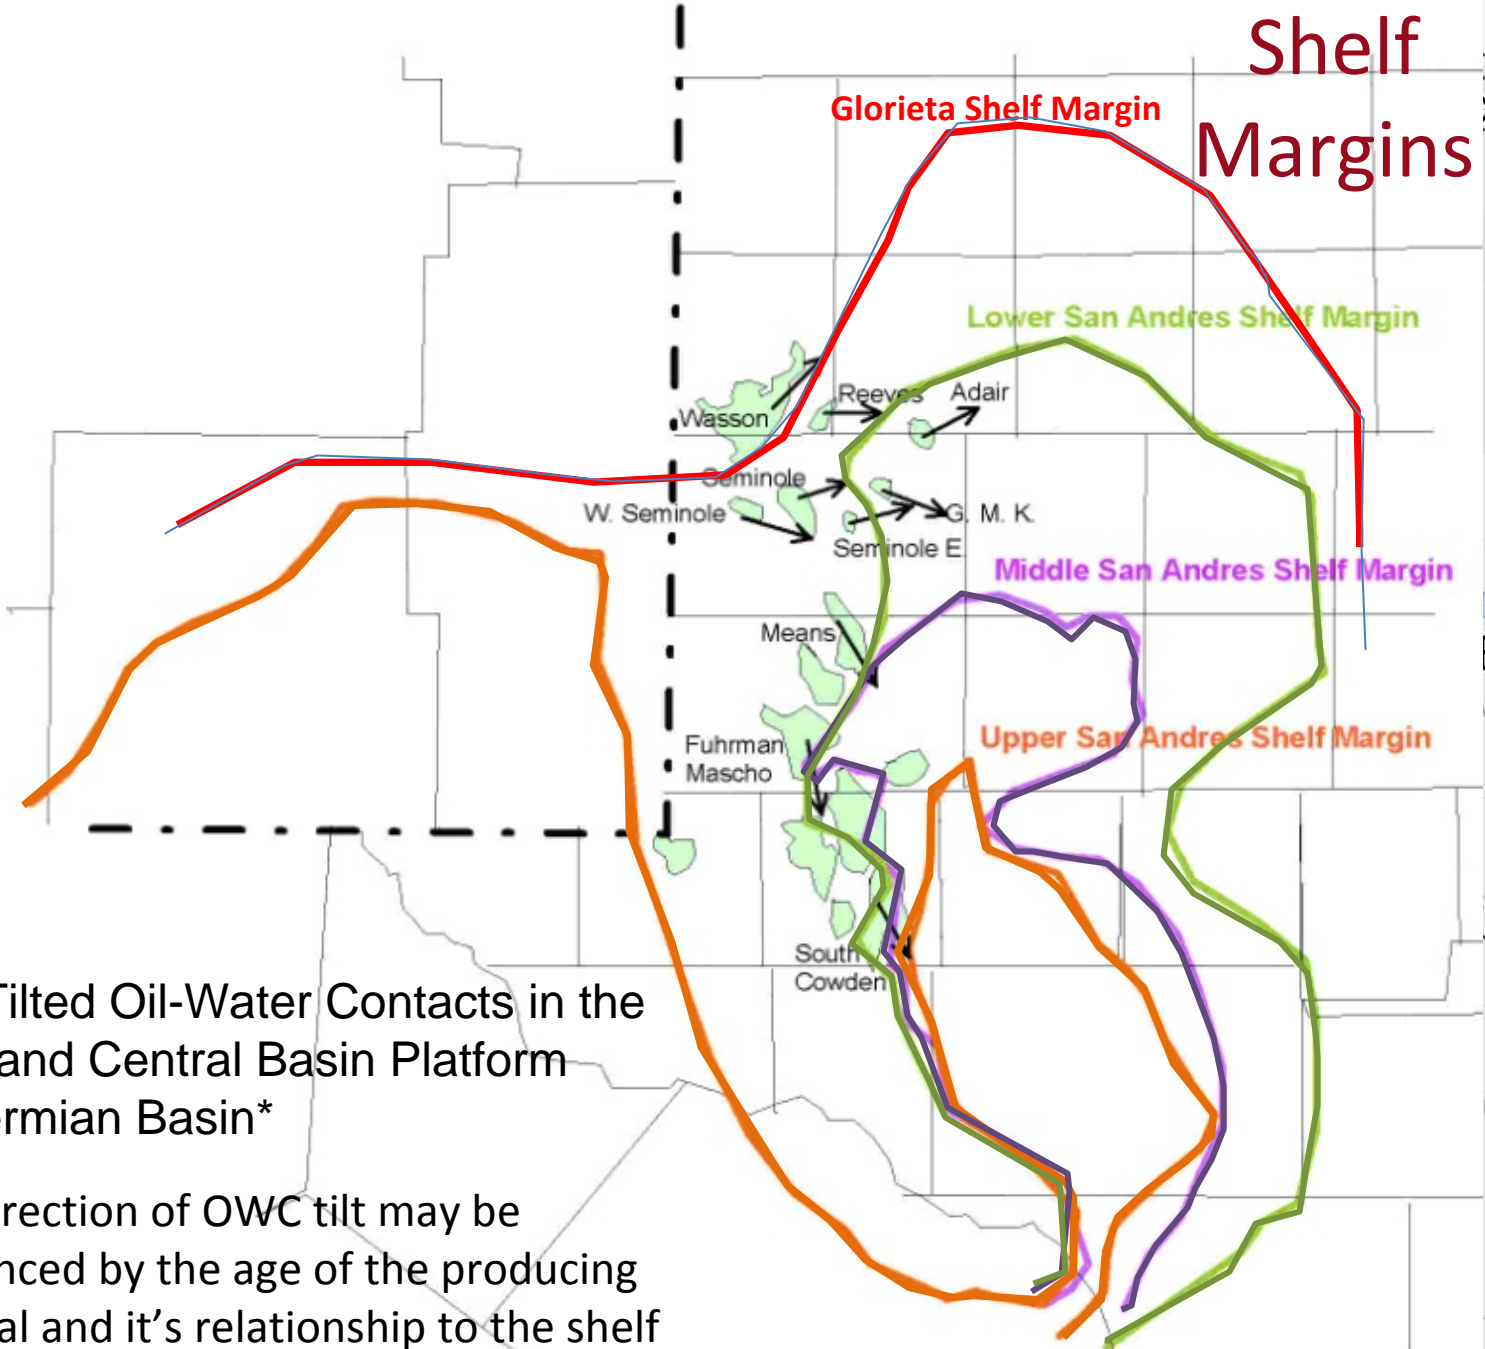 Shelf
Margins
Glorieta Shelf Margin
Lower San Andres Shelf Margin
Reeves
Adair
Wasson
Seminole
W. Seminole
G. M. K.
Seminole E.
Middle San Andres Shelf Margin
Means
Upper San Andres Shelf Margin
Fuhrman
Mascho
South
Cowden
Tilted Oil-Water Contacts in the
and Central Basin Platform
ermian Basin*
rection of OWC tilt may be
nced by the age of the producing
al and it's relationship to the shelf